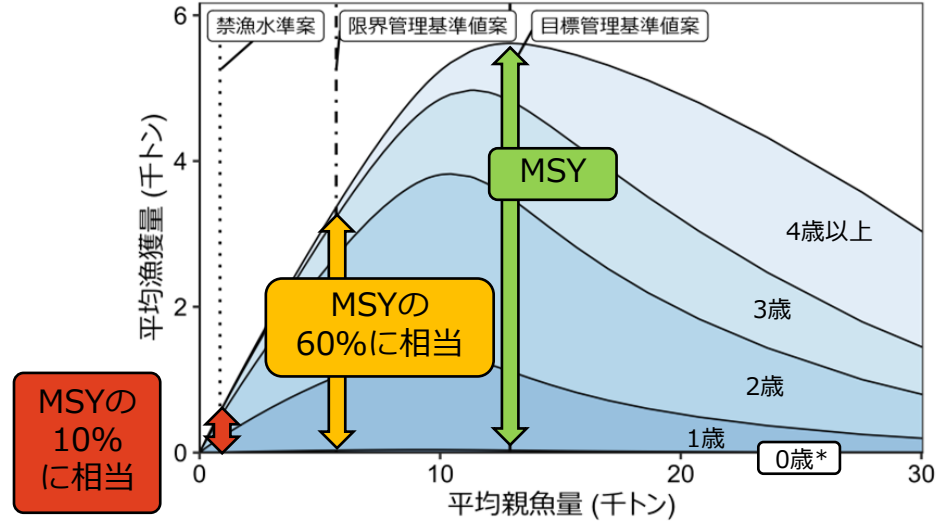 6
禁漁水準案
限界管理基準値案
目標管理基準値案
平均漁獲量 (千トン)
4
MSY
4歳以上
MSYの
60%に相当
2
3歳
2歳
MSYの
10%
に相当
1歳
0歳*
0
0
10
20
30
平均親魚量 (千トン)